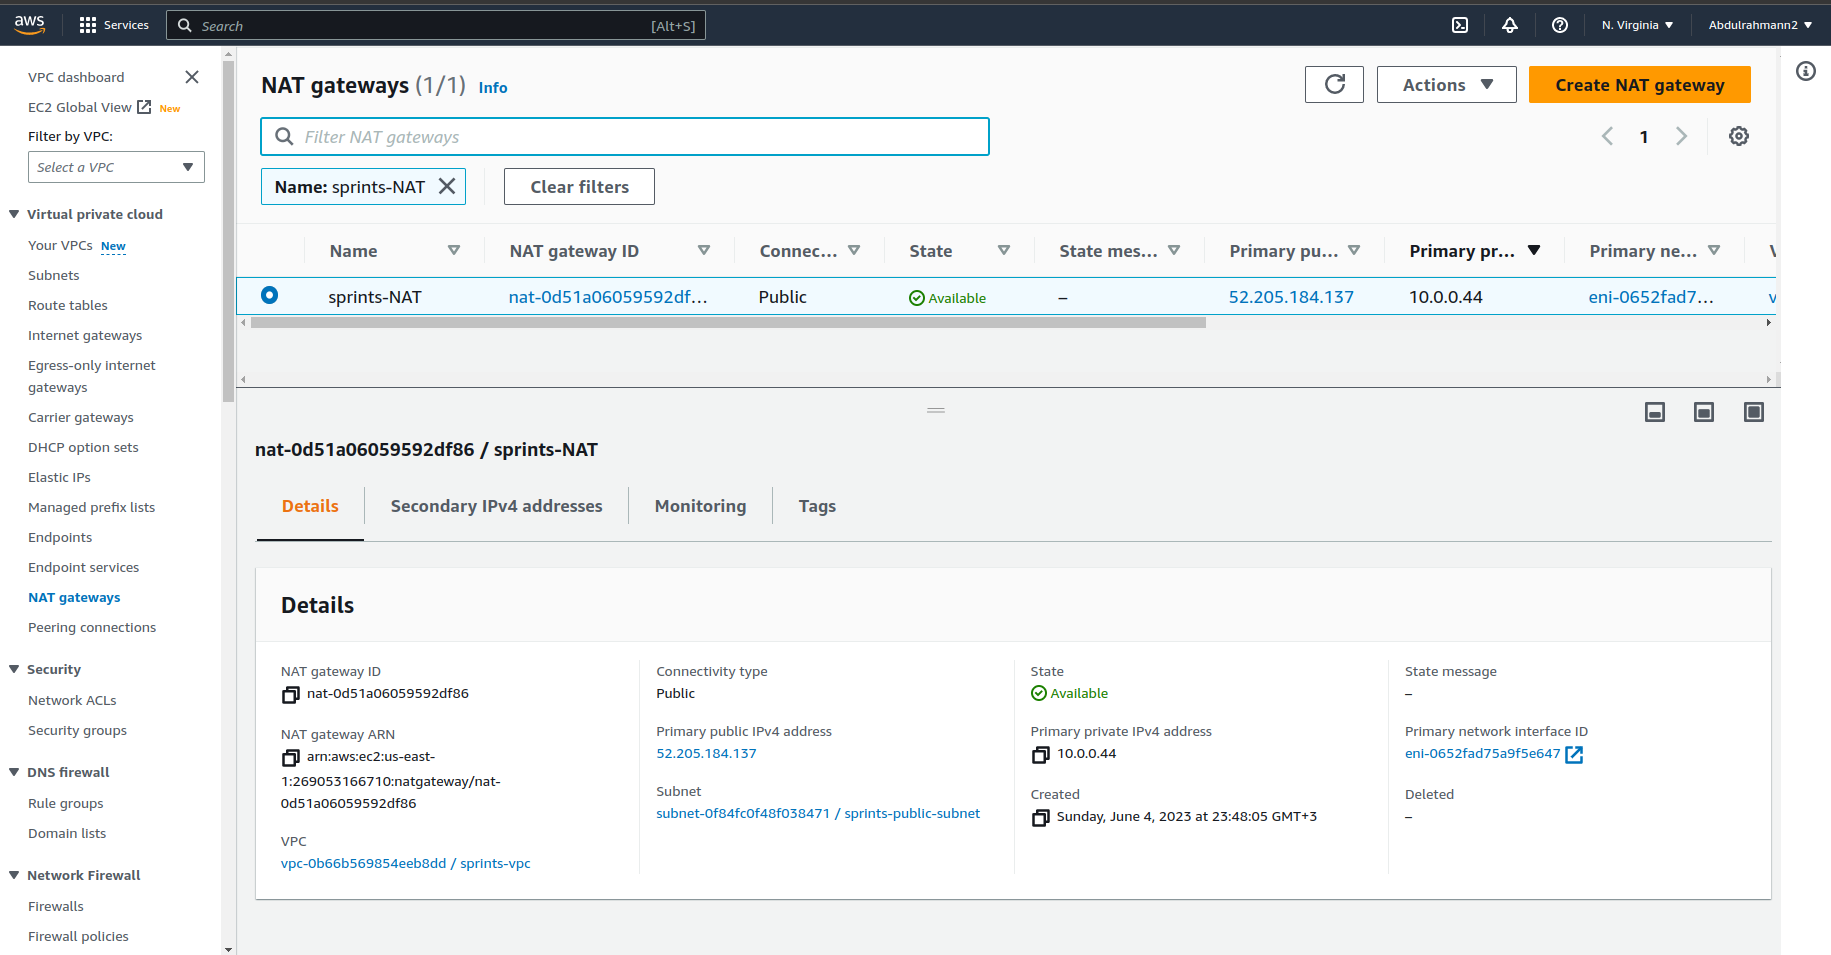 aws
Services
Search
[Alt+S]
N. Virginia
Abdulrahmann2
VPC dashboard
EC2 Global View New
Filter by VPC:
Select a VPC
Virtual private cloud
Your VPCs New
Subnets
Route tables
Internet gateways
Egress-only internet
gateways
Carrier gateways
DHCP option sets
Elastic IPs
Managed prefix lists
Endpoints
Endpoint services
NAT gateways
Peering connections
Security
Network ACLs
Security groups
DNS firewall
Rule groups
Domain lists
Network Firewall
Firewalls
Firewall policies
NAT gateways (1/1) Info
Actions
Create NAT gateway
Filter NAT gateways
1
Name: sprints-NAT
Clear filters
Name NAT gateway ID Connec... State State mes... Primary pu... Primary pr... Primary ne...
sprints-NAT nat-0d51a06059592df... Public Available – 52.205.184.137 10.0.0.44 eni-0652fad7...
nat-0d51a06059592df86 / sprints-NAT
Details
Secondary IPv4 addresses
Monitoring
Tags
Details
NAT gateway ID
nat-0d51a06059592df86
NAT gateway ARN
arn:aws:ec2:us-east-
1:269053166710:natgateway/nat-
0d51a06059592df86
VPC
vpc-0b66b569854eeb8dd / sprints-vpc
Connectivity type
Public
Primary public IPv4 address
52.205.184.137
Subnet
subnet-0f84fc0f48f038471 / sprints-public-subnet
State
Available
Primary private IPv4 address
10.0.0.44
Created
Sunday, June 4, 2023 at 23:48:05 GMT+3
State message
–
Primary network interface ID
eni-0652fad75a9f5e647
Deleted
–